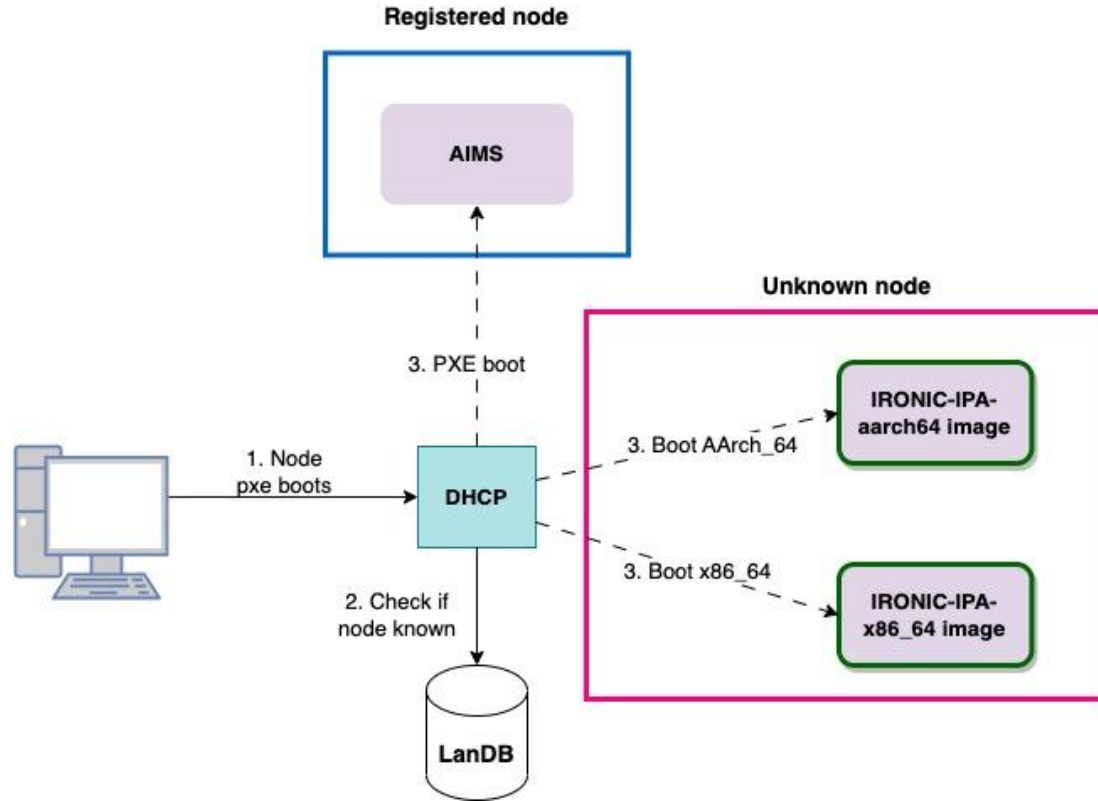 Registered node
AIMS
Unknown node
3. PXE boot
IRONIC-IPA-
aarch64 image
3. Boot AArch_64
1. Node
pxe boots
DHCP
3. Boot x86_64
IRONIC-IPA-
x86_64 image
2. Check if
node known
LanDB